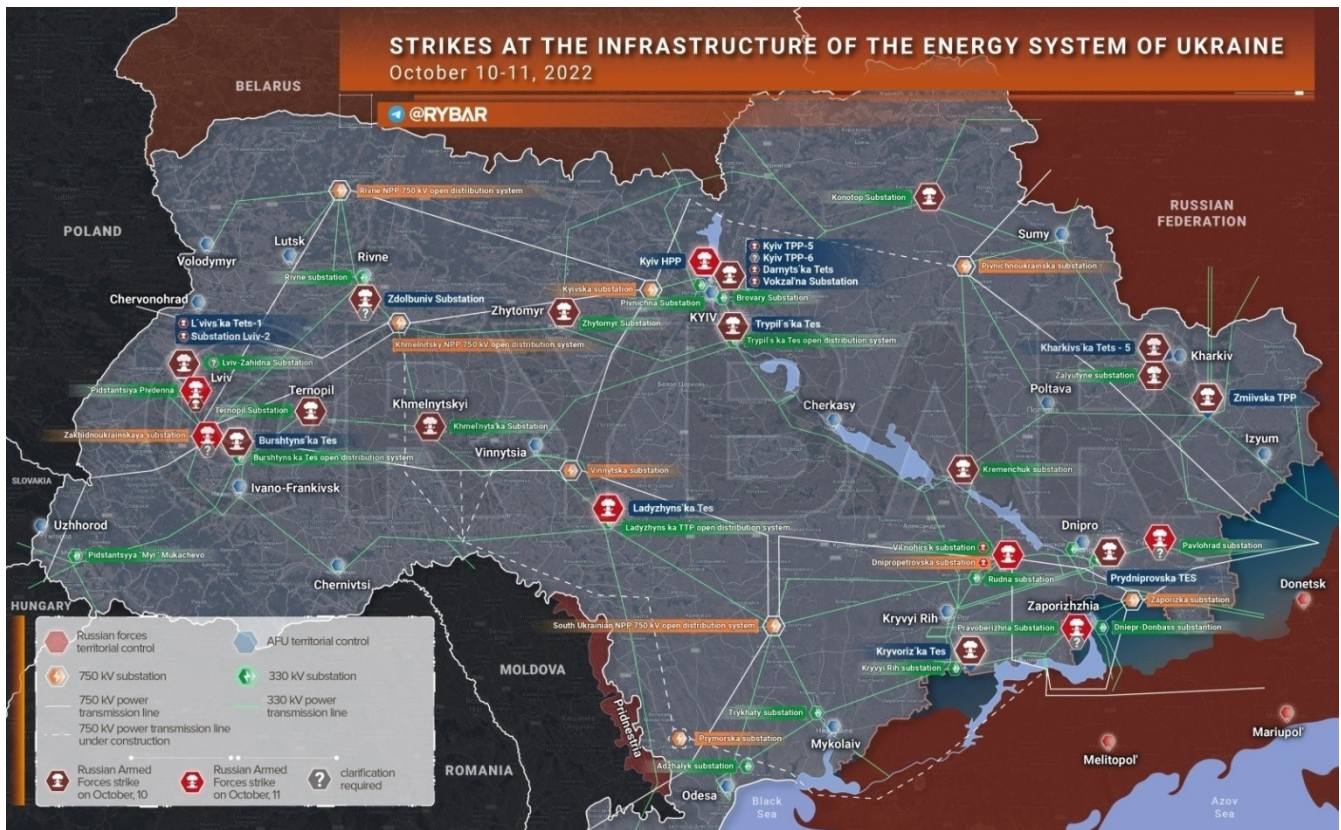 STRIKES AT THE INFRASTRUCTURE OF THE ENERGY SYSTEM OF UKRAINE
October 10-11, 2022
@RYBAR
BELARUS
POLAND
RUSSIAN
FEDERATION
SLOVAKIA
HUNGARY
MOLDOVA
ROMANIA
Pridnestria
Black
Sea
Azov
Sea
Rivne NPP 750 kV open distribution system
Konotop Substation
Volodymyr
Lutsk
Rivne
Rivne substation
Sumy
Kyiv HPP
Kyiv TPP-5
? Kyiv TPP-6
Darnyts'ka Tets
Vokzal'na Substation
Pivnichnoukrainska substation
Chervonohrad
Zdolbuniv Substation
?
Kyivska substation
Pivnichna Substation
Brovary Substation
KYIV
Zhytomyr
Zhytomyr Substation
Trypil's'ka Tes
Trypil's ka Tes open distribution system
L'vivs'ka Tets-1
Substation Lviv-2
Khmelnitsky NPP 750 kV open distribution system
? Lviv-Zahidna Substation
Lviv
Pidstantsiya Pivdenna
Kharkivs'ka Tets - 5
Kharkiv
Zalyutyne substation
Ternopil
Ternopil Substation
Khmelnytskyi
Khmel'nyts'ka Substation
Poltava
Zmiivska TPP
Cherkasy
Zakhidnoukrainskaya substation
?
Burshtyns'ka Tes
Burshtyns ka Tes open distribution system
Vinnytsia
Vinnytska substation
Kremenchuk substation
Izyum
Ivano-Frankivsk
Ladyzhyns'ka Tes
Ladyzhyns ka TTP open distribution system
Uzhhorod
Pidstantsyya "Myr" Mukachevo
Chernivtsi
Dnipro
Vilnohirs'k substation
Dnipropetrovska substation
Rudna substation
Pavlohrad substation
?
Prydniprovska TES
Donetsk
Zaporizka substation
South Ukrainian NPP 750 kV open distribution system
Kryvyi Rih
Zaporizhzhia
Pravoberizhna Substation
?
Dniepr-Donbass substantion
Kryvoriz'ka Tes
Kryvyi Rih substation
Trykhaty substation
Mykolaiv
Prymorska substation
Adzhalyk substation
Odesa
Melitopol'
Mariupol'
Russian forces
territorial control
AFU territorial control
750 kV substation
330 kV substation
750 kV power
transmission line
330 kV power
transmission line
750 kV power transmission line
under construction
Russian Armed
Forces strike
on October, 10
Russian Armed
Forces strike
on October, 11
?
clarification
required